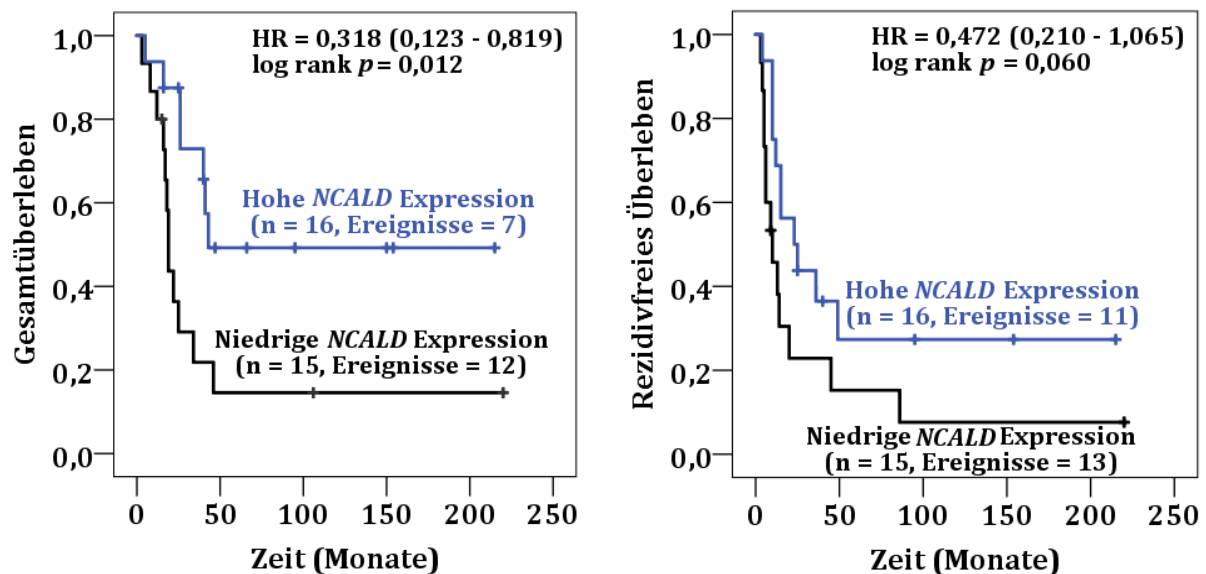 HR = 0,318 (0,123 - 0,819)
log rank p = 0,012
Gesamtüberleben
1,0
0,8
0,6
0,4
0,2
0,0
Hohe NCALD Expression
(n = 16, Ereignisse = 7)
Niedrige NCALD Expression
(n = 15, Ereignisse = 12)
0 50 100 150 200 250
Zeit (Monate)
HR = 0,472 (0,210 - 1,065)
log rank p = 0,060
Rezidivfreies Überleben
1,0
0,8
0,6
0,4
0,2
0,0
Hohe NCALD Expression
(n = 16, Ereignisse = 11)
Niedrige NCALD Expression
(n = 15, Ereignisse = 13)
0 50 100 150 200 250
Zeit (Monate)